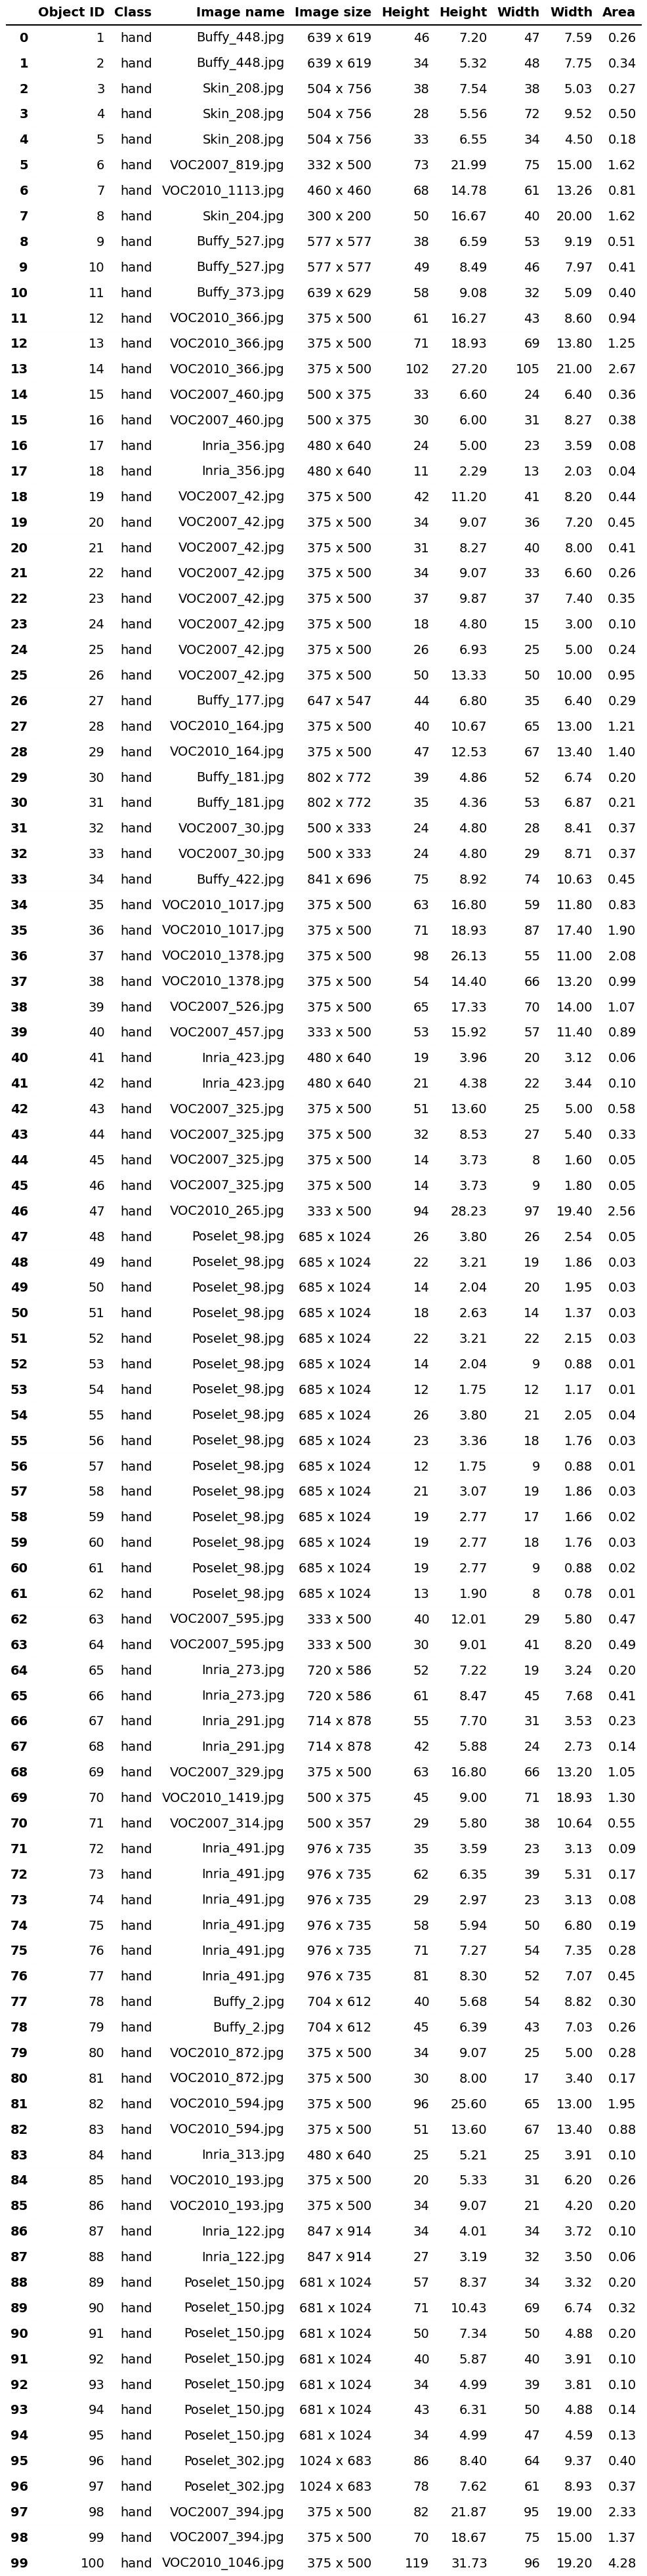 Object ID Class Image name Image size Height Height Width Width Area
0 1 hand Buffy_448.jpg 639 x 619 46 7.20 47 7.59 0.26
1 2 hand Buffy_448.jpg 639 x 619 34 5.32 48 7.75 0.34
2 3 hand Skin_208.jpg 504 x 756 38 7.54 38 5.03 0.27
3 4 hand Skin_208.jpg 504 x 756 28 5.56 72 9.52 0.50
4 5 hand Skin_208.jpg 504 x 756 33 6.55 34 4.50 0.18
5 6 hand VOC2007_819.jpg 332 x 500 73 21.99 75 15.00 1.62
6 7 hand VOC2010_1113.jpg 460 x 460 68 14.78 61 13.26 0.81
7 8 hand Skin_204.jpg 300 x 200 50 16.67 40 20.00 1.62
8 9 hand Buffy_527.jpg 577 x 577 38 6.59 53 9.19 0.51
9 10 hand Buffy_527.jpg 577 x 577 49 8.49 46 7.97 0.41
10 11 hand Buffy_373.jpg 639 x 629 58 9.08 32 5.09 0.40
11 12 hand VOC2010_366.jpg 375 x 500 61 16.27 43 8.60 0.94
12 13 hand VOC2010_366.jpg 375 x 500 71 18.93 69 13.80 1.25
13 14 hand VOC2010_366.jpg 375 x 500 102 27.20 105 21.00 2.67
14 15 hand VOC2007_460.jpg 500 x 375 33 6.60 24 6.40 0.36
15 16 hand VOC2007_460.jpg 500 x 375 30 6.00 31 8.27 0.38
16 17 hand Inria_356.jpg 480 x 640 24 5.00 23 3.59 0.08
17 18 hand Inria_356.jpg 480 x 640 11 2.29 13 2.03 0.04
18 19 hand VOC2007_42.jpg 375 x 500 42 11.20 41 8.20 0.44
19 20 hand VOC2007_42.jpg 375 x 500 34 9.07 36 7.20 0.45
20 21 hand VOC2007_42.jpg 375 x 500 31 8.27 40 8.00 0.41
21 22 hand VOC2007_42.jpg 375 x 500 34 9.07 33 6.60 0.26
22 23 hand VOC2007_42.jpg 375 x 500 37 9.87 37 7.40 0.35
23 24 hand VOC2007_42.jpg 375 x 500 18 4.80 15 3.00 0.10
24 25 hand VOC2007_42.jpg 375 x 500 26 6.93 25 5.00 0.24
25 26 hand VOC2007_42.jpg 375 x 500 50 13.33 50 10.00 0.95
26 27 hand Buffy_177.jpg 647 x 547 44 6.80 35 6.40 0.29
27 28 hand VOC2010_164.jpg 375 x 500 40 10.67 65 13.00 1.21
28 29 hand VOC2010_164.jpg 375 x 500 47 12.53 67 13.40 1.40
29 30 hand Buffy_181.jpg 802 x 772 39 4.86 52 6.74 0.20
30 31 hand Buffy_181.jpg 802 x 772 35 4.36 53 6.87 0.21
31 32 hand VOC2007_30.jpg 500 x 333 24 4.80 28 8.41 0.37
32 33 hand VOC2007_30.jpg 500 x 333 24 4.80 29 8.71 0.37
33 34 hand Buffy_422.jpg 841 x 696 75 8.92 74 10.63 0.45
34 35 hand VOC2010_1017.jpg 375 x 500 63 16.80 59 11.80 0.83
35 36 hand VOC2010_1017.jpg 375 x 500 71 18.93 87 17.40 1.90
36 37 hand VOC2010_1378.jpg 375 x 500 98 26.13 55 11.00 2.08
37 38 hand VOC2010_1378.jpg 375 x 500 54 14.40 66 13.20 0.99
38 39 hand VOC2007_526.jpg 375 x 500 65 17.33 70 14.00 1.07
39 40 hand VOC2007_457.jpg 333 x 500 53 15.92 57 11.40 0.89
40 41 hand Inria_423.jpg 480 x 640 19 3.96 20 3.12 0.06
41 42 hand Inria_423.jpg 480 x 640 21 4.38 22 3.44 0.10
42 43 hand VOC2007_325.jpg 375 x 500 51 13.60 25 5.00 0.58
43 44 hand VOC2007_325.jpg 375 x 500 32 8.53 27 5.40 0.33
44 45 hand VOC2007_325.jpg 375 x 500 14 3.73 8 1.60 0.05
45 46 hand VOC2007_325.jpg 375 x 500 14 3.73 9 1.80 0.05
46 47 hand VOC2010_265.jpg 333 x 500 94 28.23 97 19.40 2.56
47 48 hand Poselet_98.jpg 685 x 1024 26 3.80 26 2.54 0.05
48 49 hand Poselet_98.jpg 685 x 1024 22 3.21 19 1.86 0.03
49 50 hand Poselet_98.jpg 685 x 1024 14 2.04 20 1.95 0.03
50 51 hand Poselet_98.jpg 685 x 1024 18 2.63 14 1.37 0.03
51 52 hand Poselet_98.jpg 685 x 1024 22 3.21 22 2.15 0.03
52 53 hand Poselet_98.jpg 685 x 1024 14 2.04 9 0.88 0.01
53 54 hand Poselet_98.jpg 685 x 1024 12 1.75 12 1.17 0.01
54 55 hand Poselet_98.jpg 685 x 1024 26 3.80 21 2.05 0.04
55 56 hand Poselet_98.jpg 685 x 1024 23 3.36 18 1.76 0.03
56 57 hand Poselet_98.jpg 685 x 1024 12 1.75 9 0.88 0.01
57 58 hand Poselet_98.jpg 685 x 1024 21 3.07 19 1.86 0.03
58 59 hand Poselet_98.jpg 685 x 1024 19 2.77 17 1.66 0.02
59 60 hand Poselet_98.jpg 685 x 1024 19 2.77 18 1.76 0.03
60 61 hand Poselet_98.jpg 685 x 1024 19 2.77 9 0.88 0.02
61 62 hand Poselet_98.jpg 685 x 1024 13 1.90 8 0.78 0.01
62 63 hand VOC2007_595.jpg 333 x 500 40 12.01 29 5.80 0.47
63 64 hand VOC2007_595.jpg 333 x 500 30 9.01 41 8.20 0.49
64 65 hand Inria_273.jpg 720 x 586 52 7.22 19 3.24 0.20
65 66 hand Inria_273.jpg 720 x 586 61 8.47 45 7.68 0.41
66 67 hand Inria_291.jpg 714 x 878 55 7.70 31 3.53 0.23
67 68 hand Inria_291.jpg 714 x 878 42 5.88 24 2.73 0.14
68 69 hand VOC2007_329.jpg 375 x 500 63 16.80 66 13.20 1.05
69 70 hand VOC2010_1419.jpg 500 x 375 45 9.00 71 18.93 1.30
70 71 hand VOC2007_314.jpg 500 x 357 29 5.80 38 10.64 0.55
71 72 hand Inria_491.jpg 976 x 735 35 3.59 23 3.13 0.09
72 73 hand Inria_491.jpg 976 x 735 62 6.35 39 5.31 0.17
73 74 hand Inria_491.jpg 976 x 735 29 2.97 23 3.13 0.08
74 75 hand Inria_491.jpg 976 x 735 58 5.94 50 6.80 0.19
75 76 hand Inria_491.jpg 976 x 735 71 7.27 54 7.35 0.28
76 77 hand Inria_491.jpg 976 x 735 81 8.30 52 7.07 0.45
77 78 hand Buffy_2.jpg 704 x 612 40 5.68 54 8.82 0.30
78 79 hand Buffy_2.jpg 704 x 612 45 6.39 43 7.03 0.26
79 80 hand VOC2010_872.jpg 375 x 500 34 9.07 25 5.00 0.28
80 81 hand VOC2010_872.jpg 375 x 500 30 8.00 17 3.40 0.17
81 82 hand VOC2010_594.jpg 375 x 500 96 25.60 65 13.00 1.95
82 83 hand VOC2010_594.jpg 375 x 500 51 13.60 67 13.40 0.88
83 84 hand Inria_313.jpg 480 x 640 25 5.21 25 3.91 0.10
84 85 hand VOC2010_193.jpg 375 x 500 20 5.33 31 6.20 0.26
85 86 hand VOC2010_193.jpg 375 x 500 34 9.07 21 4.20 0.20
86 87 hand Inria_122.jpg 847 x 914 34 4.01 34 3.72 0.10
87 88 hand Inria_122.jpg 847 x 914 27 3.19 32 3.50 0.06
88 89 hand Poselet_150.jpg 681 x 1024 57 8.37 34 3.32 0.20
89 90 hand Poselet_150.jpg 681 x 1024 71 10.43 69 6.74 0.32
90 91 hand Poselet_150.jpg 681 x 1024 50 7.34 50 4.88 0.20
91 92 hand Poselet_150.jpg 681 x 1024 40 5.87 40 3.91 0.10
92 93 hand Poselet_150.jpg 681 x 1024 34 4.99 39 3.81 0.10
93 94 hand Poselet_150.jpg 681 x 1024 43 6.31 50 4.88 0.14
94 95 hand Poselet_150.jpg 681 x 1024 34 4.99 47 4.59 0.13
95 96 hand Poselet_302.jpg 1024 x 683 86 8.40 64 9.37 0.40
96 97 hand Poselet_302.jpg 1024 x 683 78 7.62 61 8.93 0.37
97 98 hand VOC2007_394.jpg 375 x 500 82 21.87 95 19.00 2.33
98 99 hand VOC2007_394.jpg 375 x 500 70 18.67 75 15.00 1.37
99 100 hand VOC2010_1046.jpg 375 x 500 119 31.73 96 19.20 4.28